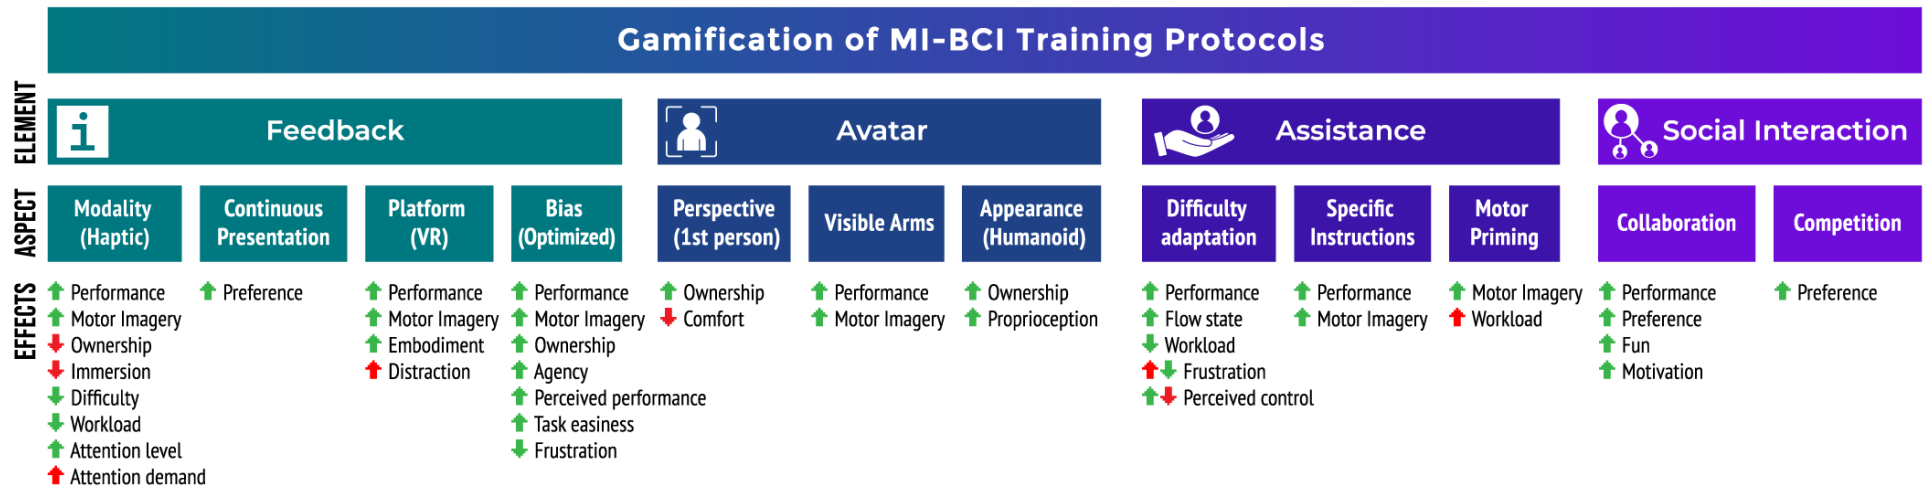 Gamification of MI-BCI Training Protocols
ELEMENT
Feedback
Avatar
Assistance
Social Interaction
ASPECT
Modality
(Haptic)
Continuous
Presentation
Platform
(VR)
Bias
(Optimized)
Perspective
(1st person)
Visible Arms
Appearance
(Humanoid)
Difficulty
adaptation
Specific
Instructions
Motor
Priming
Collaboration
Competition
EFFECTS
Performance
Motor Imagery
Ownership
Immersion
Difficulty
Workload
Attention level
Attention demand
Preference
Performance
Motor Imagery
Embodiment
Distraction
Performance
Motor Imagery
Ownership
Agency
Perceived performance
Task easiness
Frustration
Ownership
Comfort
Performance
Motor Imagery
Ownership
Proprioception
Performance
Flow state
Workload
Frustration
Perceived control
Performance
Motor Imagery
Motor Imagery
Workload
Performance
Preference
Fun
Motivation
Preference